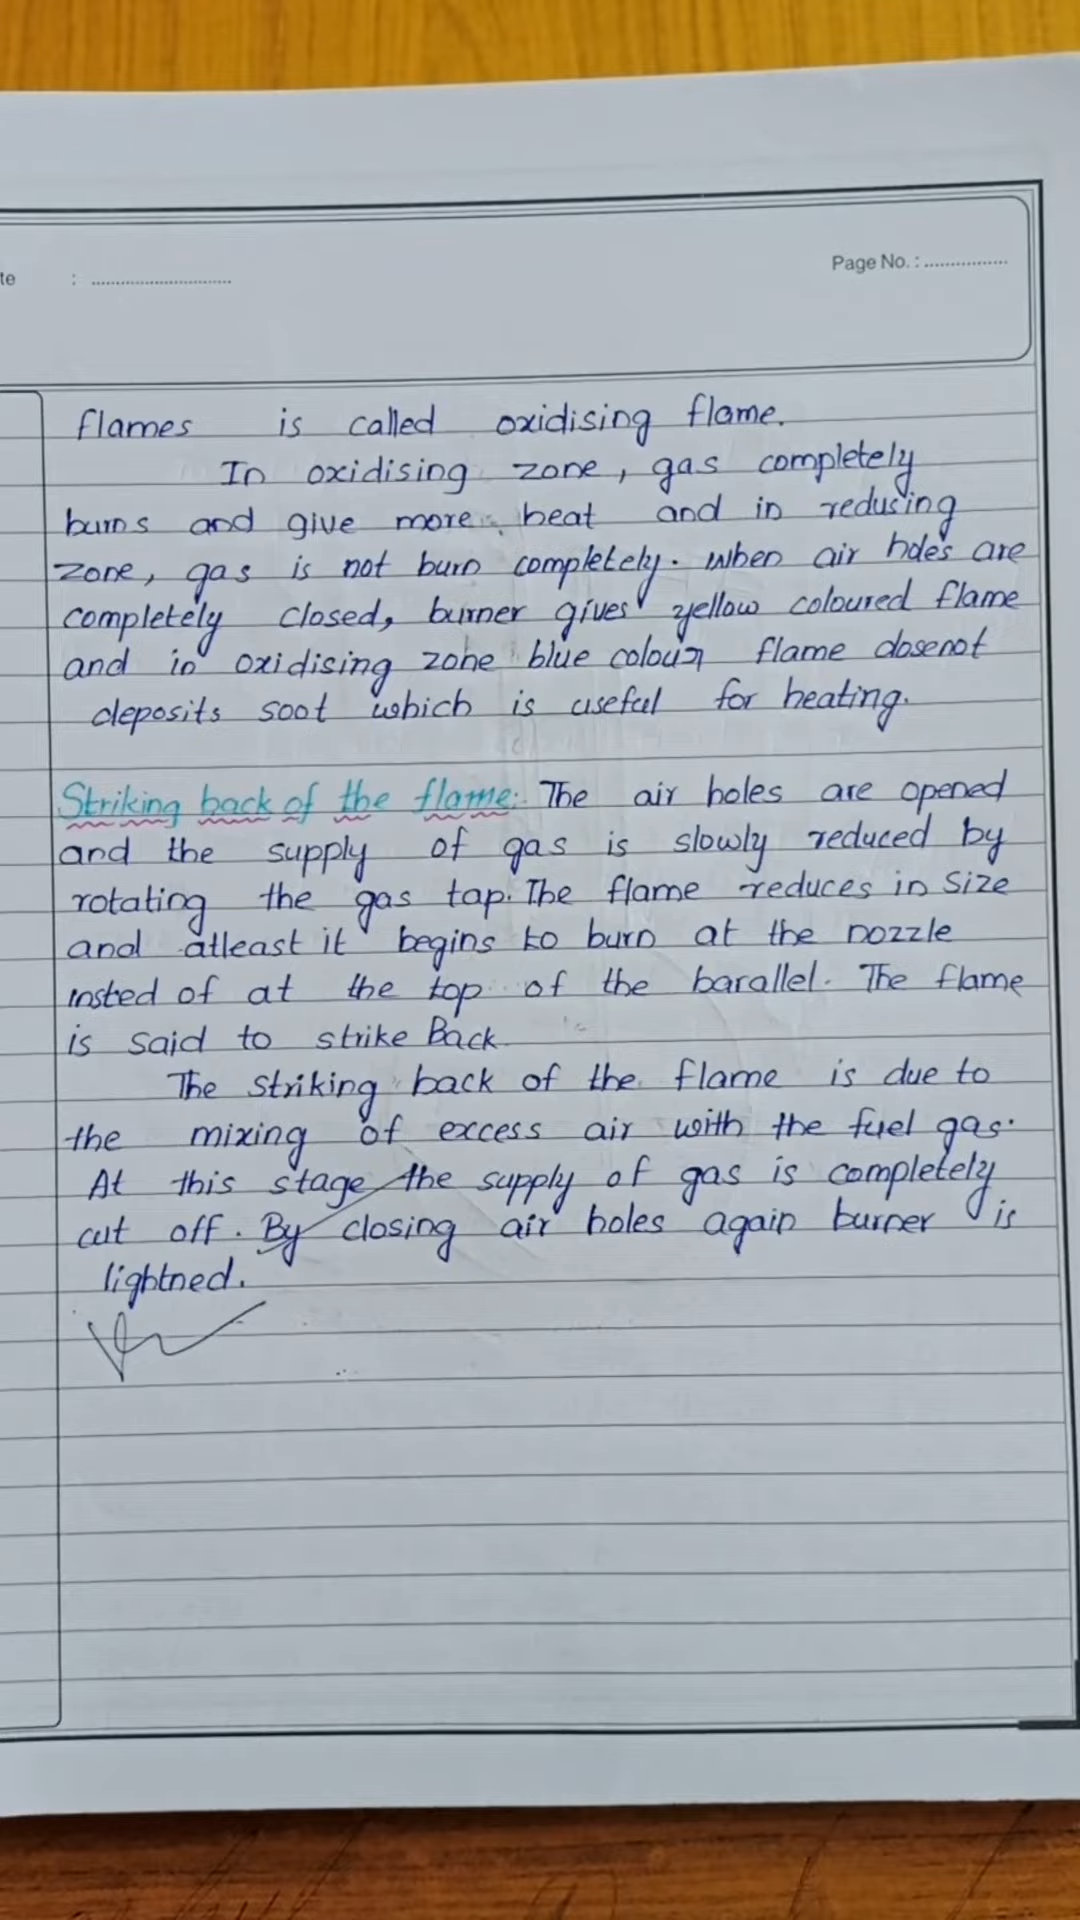 te : ..............................
Page No. : ................
flames is called oxidising flame.
In oxidising zone, gas completely
burns and give more heat and in redusing
zone, gas is not burn completely. when air holes are
completely closed, burner gives yellow coloured flame
and in oxidising zone blue colour flame dosenot
deposits soot which is useful for heating.
Striking back of the flame: The air holes are opened
and the supply of gas is slowly reduced by
rotating the gas tap. The flame reduces in size
and atleast it begins to burn at the nozzle
insted of at the top of the barallel. The flame
is said to strike Back.
The striking back of the flame is due to
the mixing of excess air with the fuel gas.
At this stage the supply of gas is completely
cut off. By closing air holes again burner is
lightned.